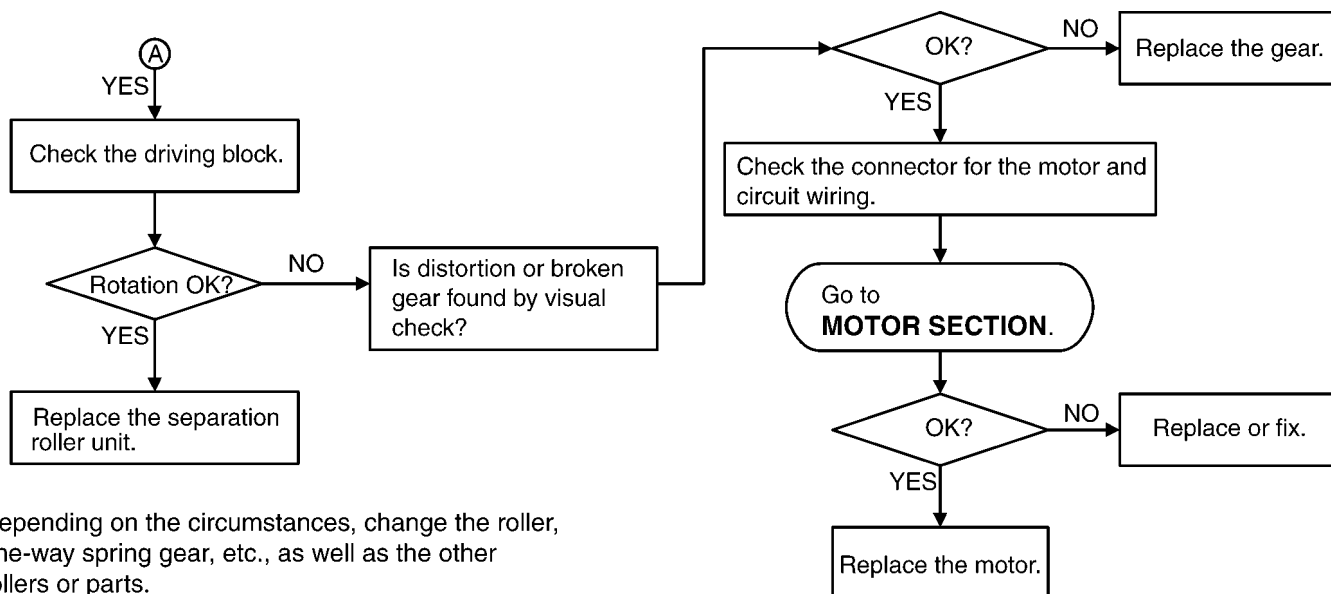 A
YES
Check the driving block.
Rotation OK?
NO
YES
Replace the separation
roller unit.
Is distortion or broken
gear found by visual
check?
OK?
NO
Replace the gear.
YES
Check the connector for the motor and
circuit wiring.
Go to
MOTOR SECTION.
OK?
NO
Replace or fix.
YES
Replace the motor.
epending on the circumstances, change the roller,
ne-way spring gear, etc., as well as the other
ollers or parts.